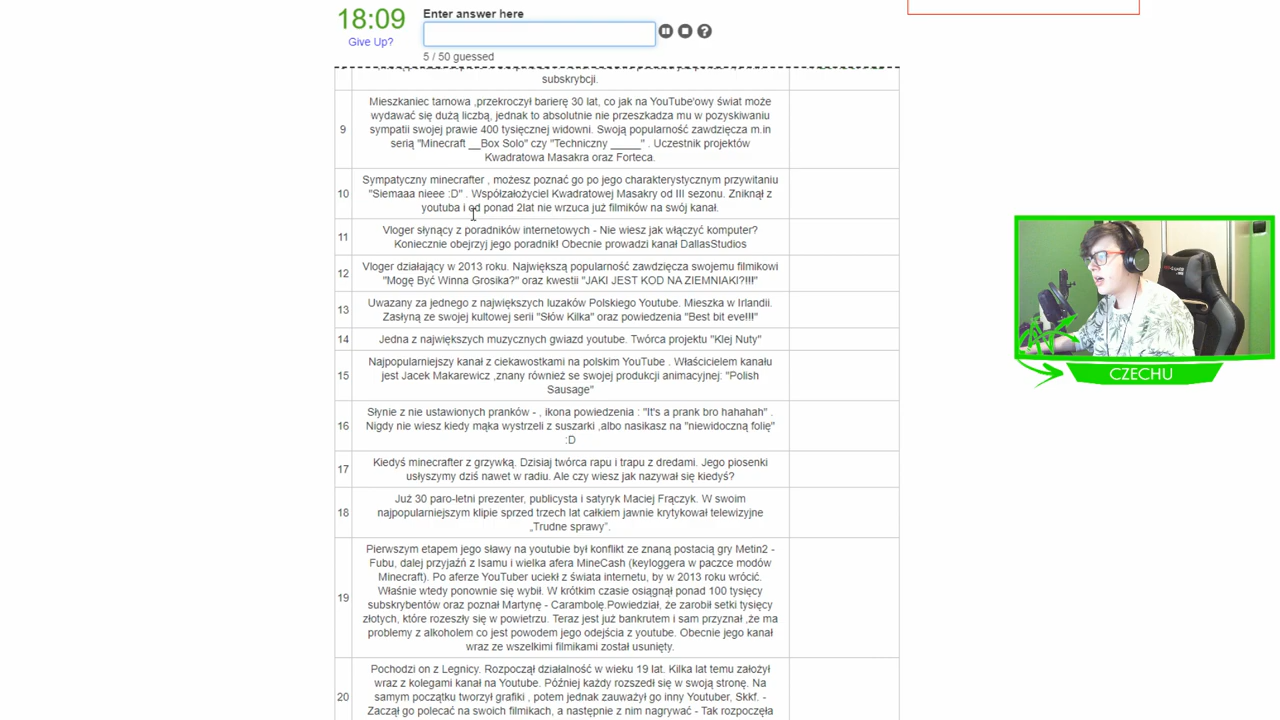 18:09
Enter answer here
Give Up?
5 / 50 guessed
subskrybcji.
9
Mieszkaniec tarnowa ,przekroczył barierę 30 lat, co jak na YouTube'owy świat może
wydawać się dużą liczbą, jednak to absolutnie nie przeszkadza mu w pozyskiwaniu
sympatii swojej prawie 400 tysięcznej widowni. Swoją popularność zawdzięcza m.in
serią "Minecraft __Box Solo" czy "Techniczny _____" . Uczestnik projektów
Kwadratowa Masakra oraz Forteca.
10
Sympatyczny minecrafter , możesz poznać go po jego charakterystycznym przywitaniu
"Siemaaa nieee :D" . Współzałożyciel Kwadratowej Masakry od III sezonu. Zniknął z
youtuba i od ponad 2lat nie wrzuca już filmików na swój kanał.
11
Vloger słynący z poradników internetowych - Nie wiesz jak włączyć komputer?
Koniecznie obejrzyj jego poradnik! Obecnie prowadzi kanał DallasStudios
12
Vloger działający w 2013 roku. Największą popularność zawdzięcza swojemu filmikowi
"Mogę Być Winna Grosika?" oraz kwestii "JAKI JEST KOD NA ZIEMNIAKI?!!!"
13
Uwazany za jednego z największych luzaków Polskiego Youtube. Mieszka w Irlandii.
Zasłyną ze swojej kultowej serii "Słów Kilka" oraz powiedzenia "Best bit eve!!!"
14
Jedna z największych muzycznych gwiazd youtube. Twórca projektu "Klej Nuty"
15
Najpopularniejszy kanał z ciekawostkami na polskim YouTube . Właścicielem kanału
jest Jacek Makarewicz ,znany również se swojej produkcji animacyjnej: "Polish
Sausage"
16
Słynie z nie ustawionych pranków - , ikona powiedzenia : "It's a prank bro hahahah" .
Nigdy nie wiesz kiedy mąka wystrzeli z suszarki ,albo nasikasz na "niewidoczną folię"
:D
17
Kiedyś minecrafter z grzywką. Dzisiaj twórca rapu i trapu z dredami. Jego piosenki
usłyszymy dziś nawet w radiu. Ale czy wiesz jak nazywał się kiedyś?
18
Już 30 paro-letni prezenter, publicysta i satyryk Maciej Frączyk. W swoim
najpopularniejszym klipie sprzed trzech lat całkiem jawnie krytykował telewizyjne
„Trudne sprawy”.
19
Pierwszym etapem jego sławy na youtubie był konflikt ze znaną postacią gry Metin2 -
Fubu, dalej przyjaźń z Isamu i wielka afera MineCash (keyloggera w paczce modów
Minecraft). Po aferze YouTuber uciekł z świata internetu, by w 2013 roku wrócić.
Właśnie wtedy ponownie się wybił. W krótkim czasie osiągnął ponad 100 tysięcy
subskrybentów oraz poznał Martynę - Carambolę.Powiedział, że zarobił setki tysięcy
złotych, które rozeszły się w powietrzu. Teraz jest już bankrutem i sam przyznał ,że ma
problemy z alkoholem co jest powodem jego odejścia z youtube. Obecnie jego kanał
wraz ze wszelkimi filmikami został usunięty.
20
Pochodzi on z Legnicy. Rozpoczął działalność w wieku 19 lat. Kilka lat temu założył
wraz z kolegami kanał na Youtube. Później każdy rozszedł się w swoją stronę. Na
samym początku tworzył grafiki , potem jednak zauważył go inny Youtuber, Skkf. -
Zaczął go polecać na swoich filmikach, a następnie z nim nagrywać - Tak rozpoczęła
CZECHU